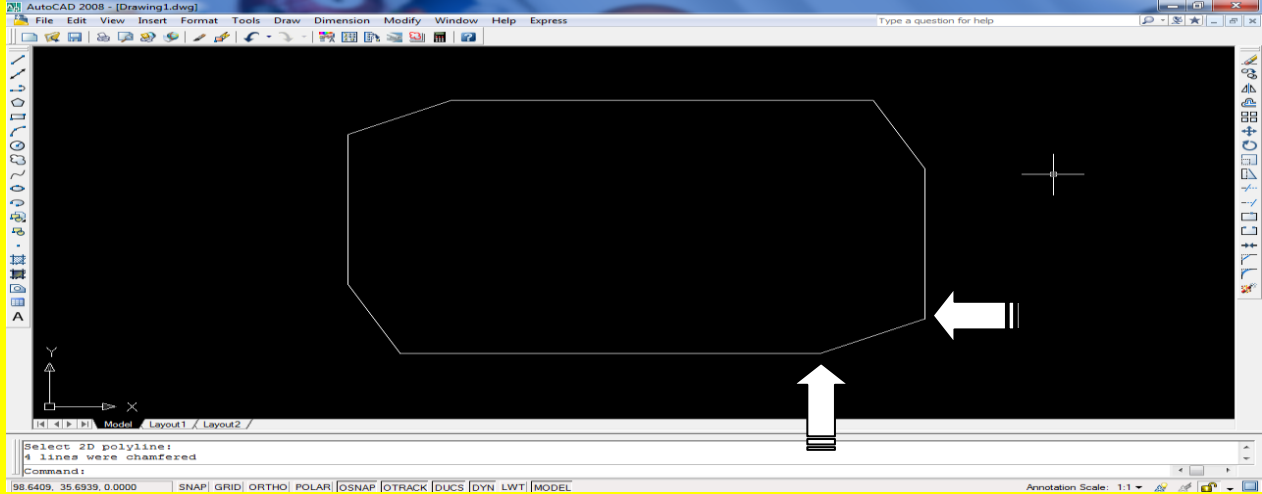 AutoCAD 2008 - [Drawing1.dwg]
File Edit View Insert Format Tools Draw Dimension Modify Window Help Express Type a question for help
A
Y
X
Model Layout1 Layout2
Select 2D polyline:
4 lines were chamfered
Command:
98.6409, 35.6939, 0.0000 SNAP GRID ORTHO POLAR OSNAP OTRACK DUCS DYN LWT MODEL Annotation Scale: 1:1